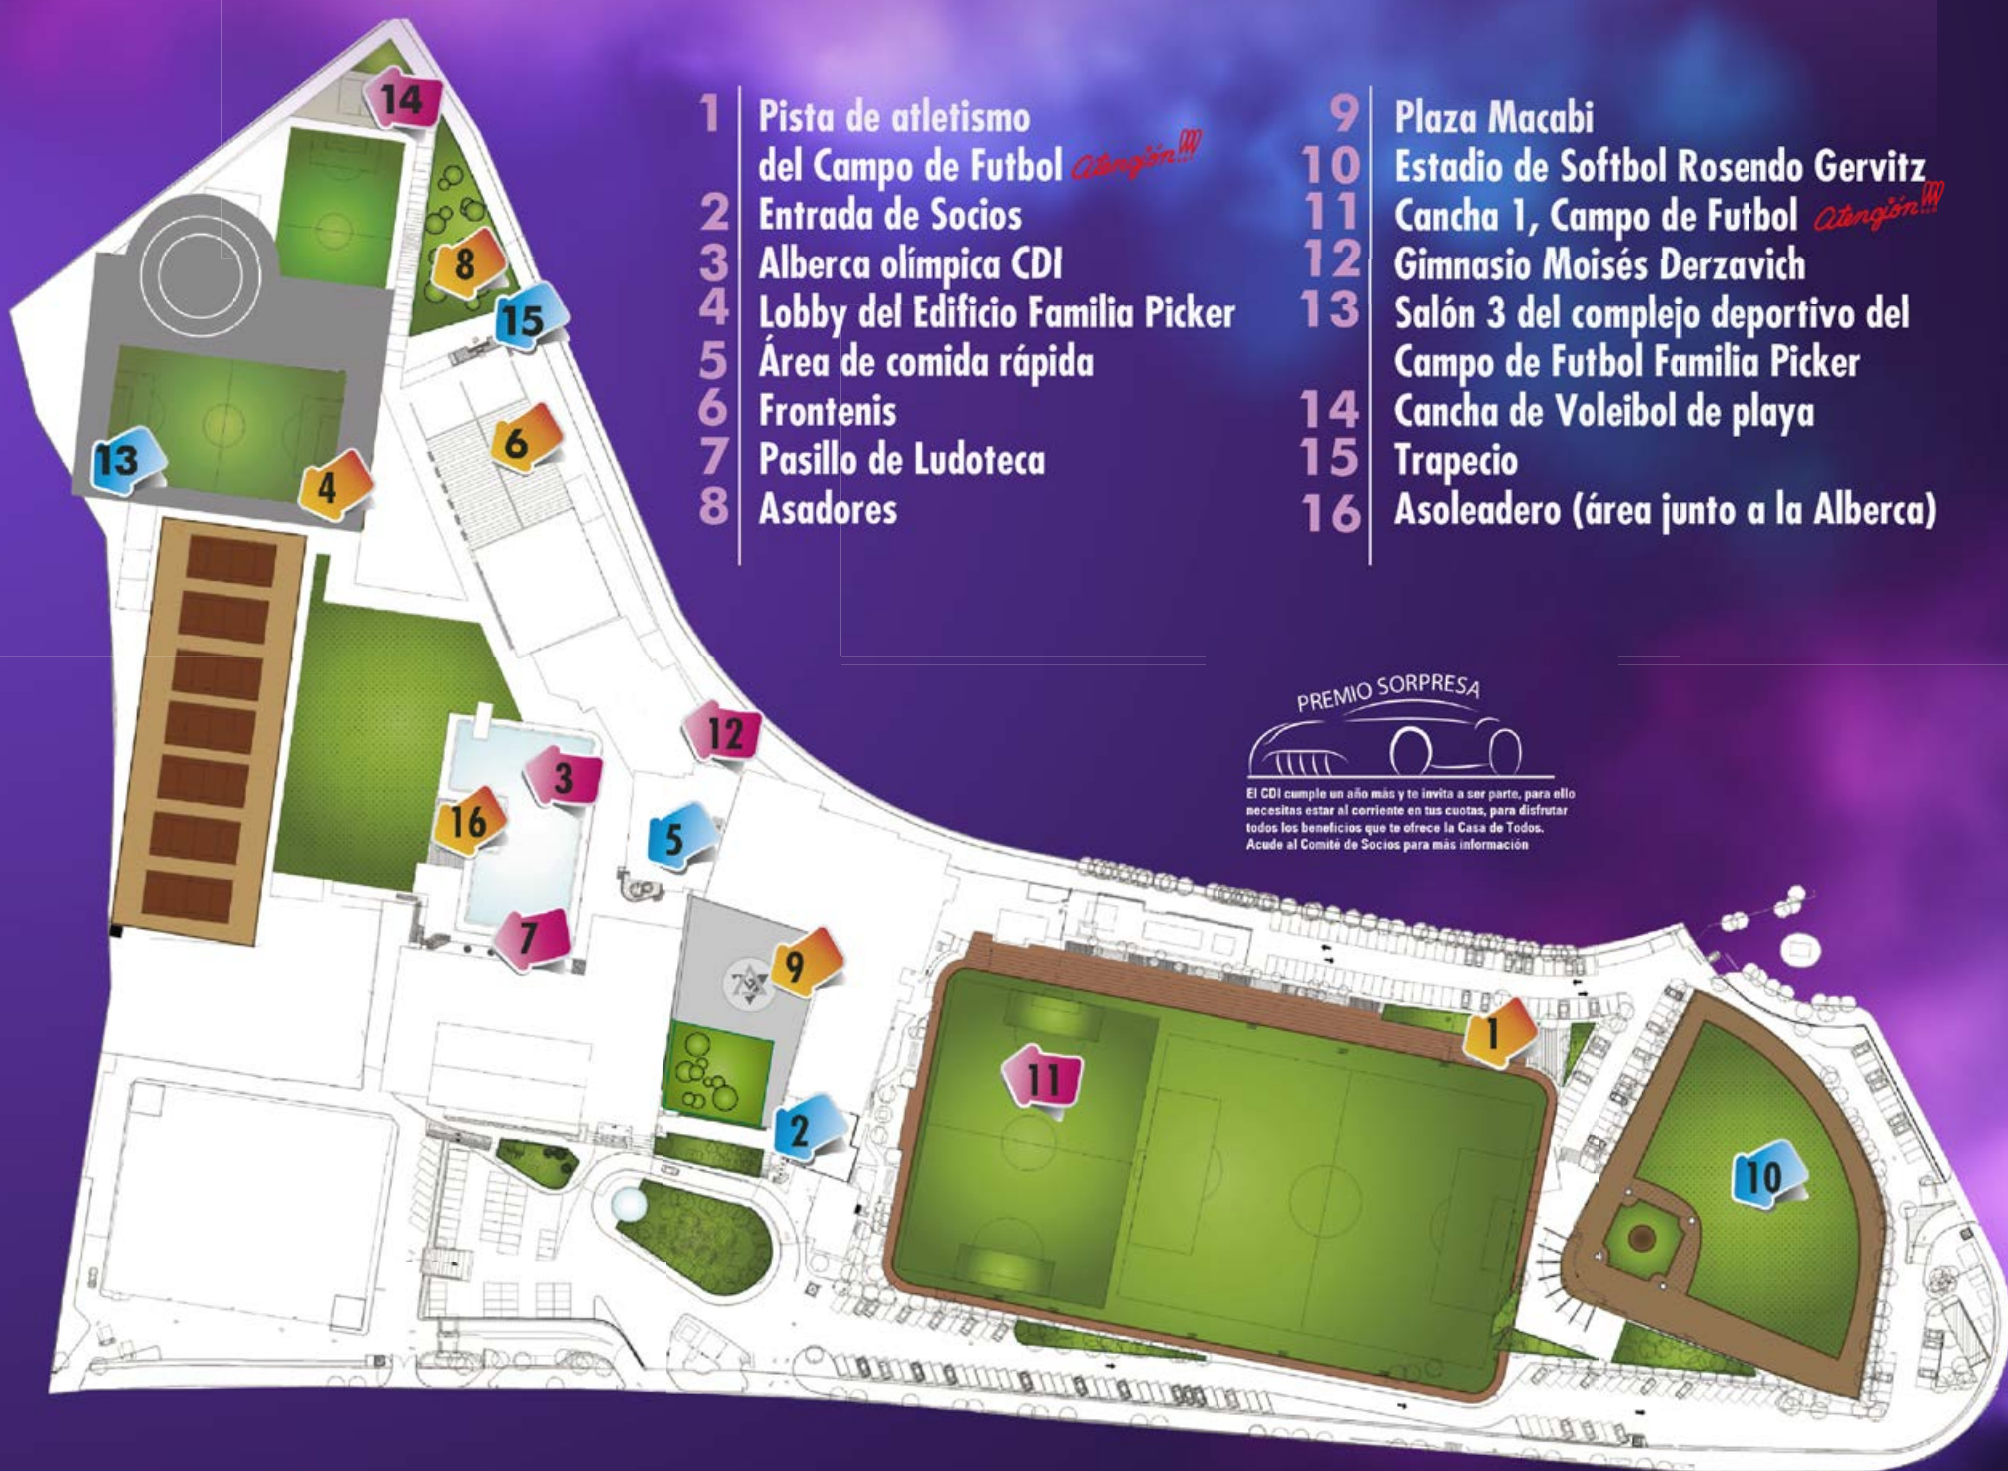 1 Pista de atletismo
del Campo de Futbol Atengión!!!
2 Entrada de Socios
3 Alberca olímpica CDI
4 Lobby del Edificio Familia Picker
5 Área de comida rápida
6 Frontenis
7 Pasillo de Ludoteca
8 Asadores
9 Plaza Macabi
10 Estadio de Softbol Rosendo Gervitz
11 Cancha 1, Campo de Futbol Atengión!!!
12 Gimnasio Moisés Derzavich
13 Salón 3 del complejo deportivo del
Campo de Futbol Familia Picker
14 Cancha de Voleibol de playa
15 Trapecio
16 Asoleadero (área junto a la Alberca)
14
8
15
6
13
4
12
3
16
5
7
9
1
11
2
10
PREMIO SORPRESA
El CDI cumple un año más y te invita a ser parte, para ello
necesitas estar al corriente en tus cuotas, para disfrutar
todos los beneficios que te ofrece la Casa de Todos.
Acude al Comité de Socios para más información